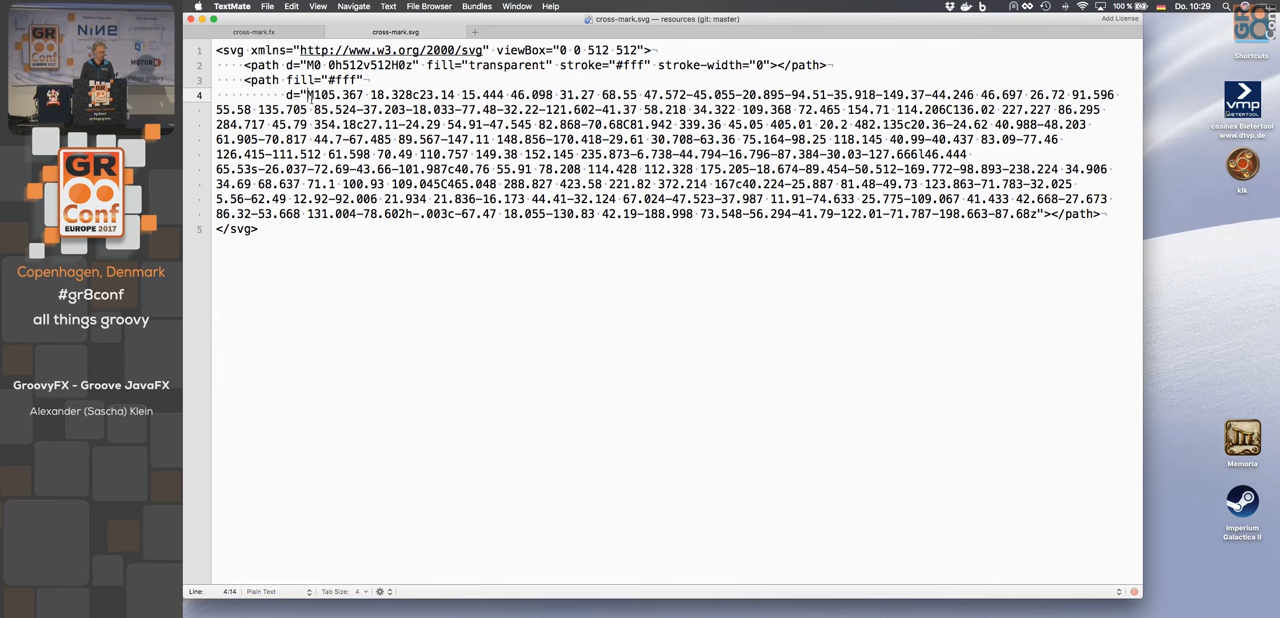 TextMate File Edit View Navigate Text File Browser Bundles Window Help
100 % Do. 10:29
cross-mark.svg — resources (git: master)
Add License
cross-mark.fx
cross-mark.svg
1 <svg xmlns="http://www.w3.org/2000/svg" viewBox="0 0 512 512">
2 <path d="M0 0h512v512H0z" fill="transparent" stroke="#fff" stroke-width="0"></path>
3 <path fill="#fff"
4 d="M105.367 18.328c23.14 15.444 46.098 31.27 68.55 47.572-45.055-20.895-94.51-35.918-149.37-44.246 46.697 26.72 91.596
55.58 135.705 85.524-37.203-18.033-77.48-32.22-121.602-41.37 58.218 34.322 109.368 72.465 154.71 114.206C136.02 227.227 86.295
284.717 45.79 354.18c27.11-24.29 54.91-47.545 82.868-70.68C81.942 339.36 45.05 405.01 20.2 482.135c20.36-24.62 40.988-48.203
61.905-70.817 44.7-67.485 89.567-147.11 148.850-170.418-29.61 30.708-63.36 75.164-98.25 118.145 40.99-40.437 83.09-77.46
126.415-111.512 61.598 70.49 110.757 149.38 152.145 235.873-6.738-44.794-16.796-87.384-30.03-127.666l46.444
65.53s-26.037-72.69-43.66-101.987c40.76 55.91 78.208 114.428 112.328 175.205-18.674-89.454-50.512-169.772-98.893-238.224 34.906
34.69 68.637 71.1 100.93 109.045C465.048 288.827 423.58 221.82 372.214 167c40.224-25.887 81.48-49.73 123.863-71.783-32.025
5.56-62.49 12.92-92.006 21.934 21.836-16.173 44.41-32.124 67.024-47.523-37.987 11.91-74.633 25.775-109.067 41.433 42.668-27.673
86.32-53.668 131.004-78.602h-.003c-67.47 18.055-130.83 42.19-188.998 73.548-56.294-41.79-122.01-71.787-198.663-87.68z"></path>
5 </svg>
Line: 4:14 Plain Text Tab Size: 4
GR
Conf
EUROPE 2017
Copenhagen, Denmark
#gr8conf
all things groovy
GroovyFX - Groove JavaFX
Alexander (Sascha) Klein
NINE
Shortcuts
vmp
BIETERTOOL
cosinex Bietertool
www.dtvp.de
klk
Memoria
Imperium
Galactica II